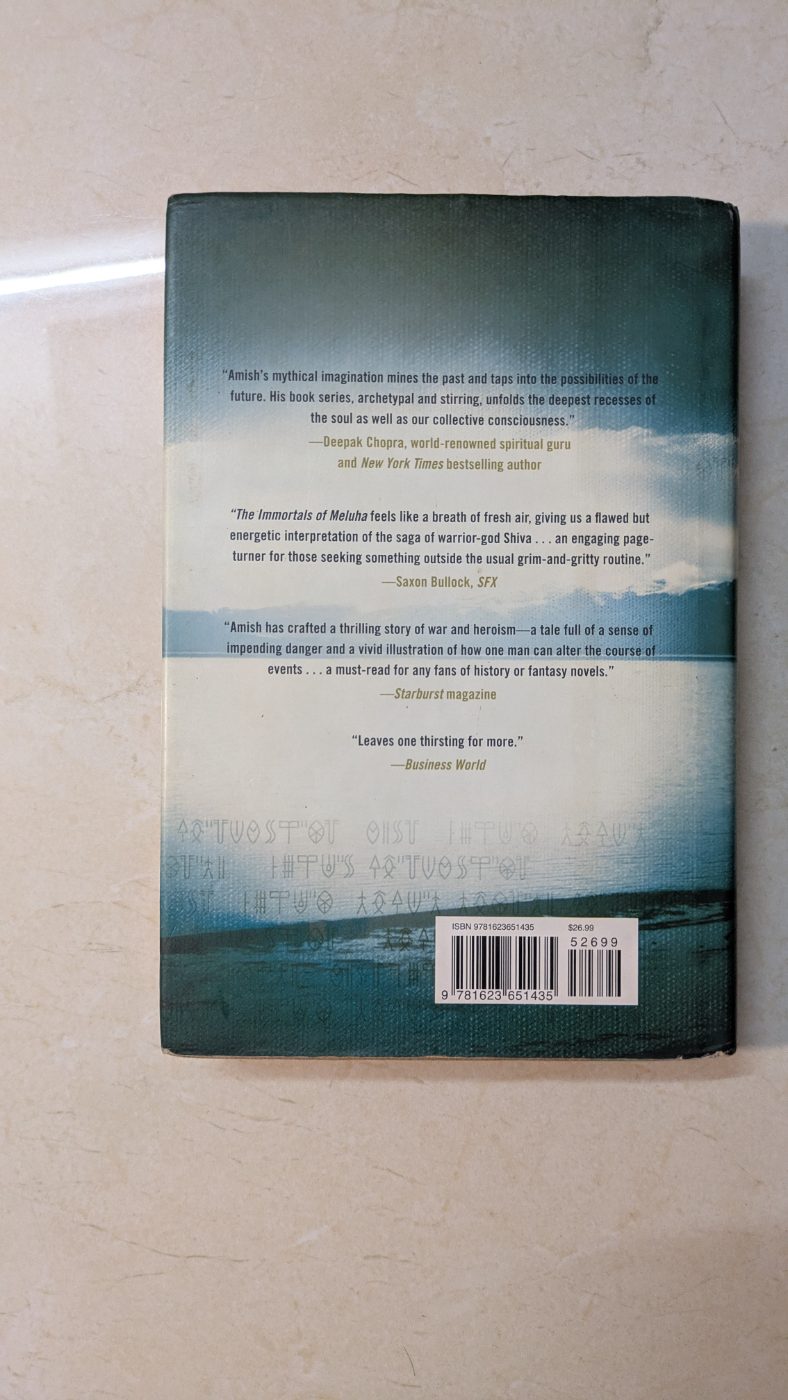 “Amish’s mythical imagination mines the past and taps into the possibilities of the
future. His book series, archetypal and stirring, unfolds the deepest recesses of
the soul as well as our collective consciousness.”
—Deepak Chopra, world-renowned spiritual guru
and New York Times bestselling author
“The Immortals of Meluha feels like a breath of fresh air, giving us a flawed but
energetic interpretation of the saga of warrior-god Shiva . . . an engaging page-
turner for those seeking something outside the usual grim-and-gritty routine.”
—Saxon Bullock, SFX
“Amish has crafted a thrilling story of war and heroism—a tale full of a sense of
impending danger and a vivid illustration of how one man can alter the course of
events . . . a must-read for any fans of history or fantasy novels.”
—Starburst magazine
“Leaves one thirsting for more.”
—Business World
ISBN 9781623651435 $26.99
52699
9 781623 651435